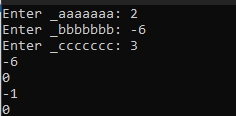 Enter _aaaaaaa: 2
Enter _bbbbbbb: -6
Enter _ccccccc: 3
-6
0
-1
0